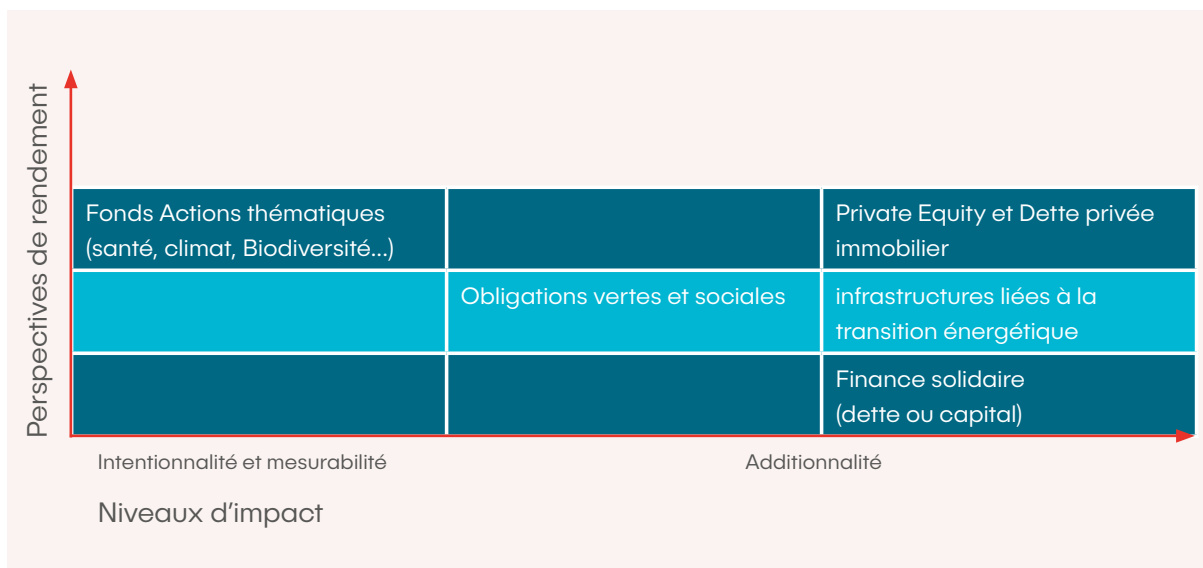 Perspectives de rendement
Fonds Actions thématiques
(santé, climat, Biodiversité...)
Private Equity et Dette privée
immobilier
Obligations vertes et sociales
infrastructures liées à la
transition énergétique
Finance solidaire
(dette ou capital)
Intentionnalité et mesurabilité
Additionnalité
Niveaux d'impact